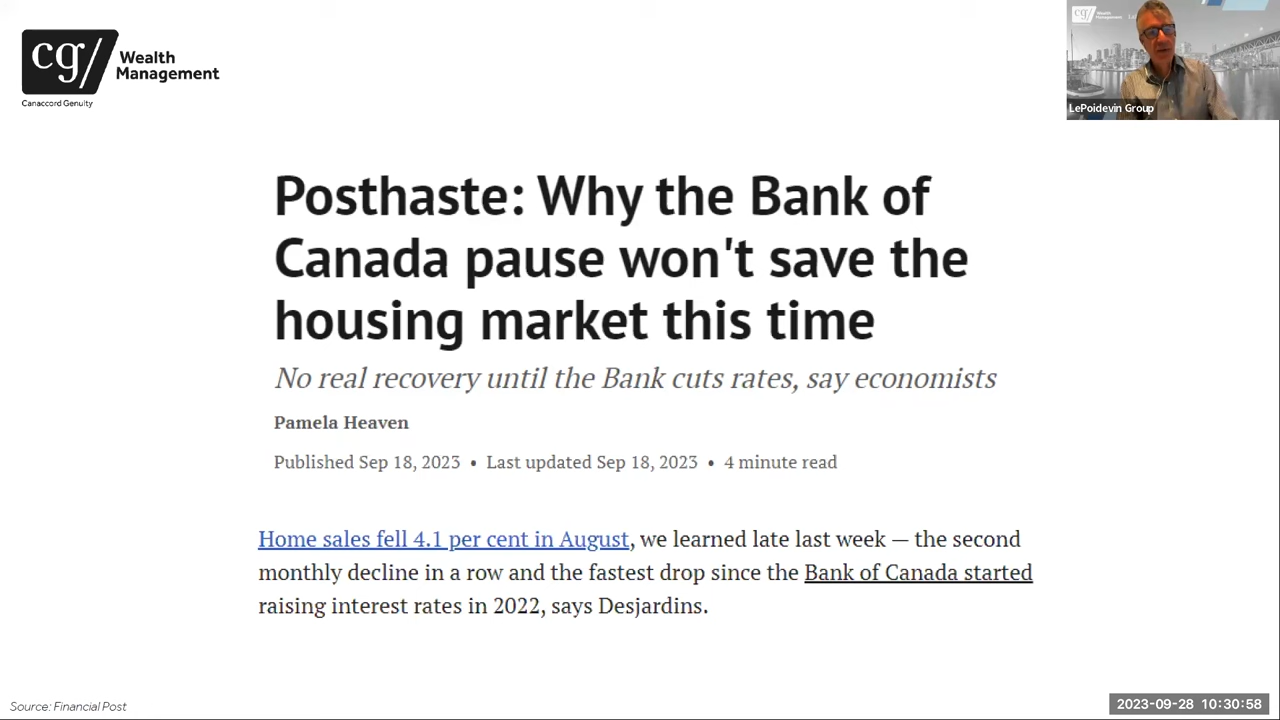 cg/ Wealth
Management
Canaccord Genuity
LePoidevin Group
Posthaste: Why the Bank of
Canada pause won't save the
housing market this time
No real recovery until the Bank cuts rates, say economists
Pamela Heaven
Published Sep 18, 2023 • Last updated Sep 18, 2023 • 4 minute read
Home sales fell 4.1 per cent in August, we learned late last week — the second
monthly decline in a row and the fastest drop since the Bank of Canada started
raising interest rates in 2022, says Desjardins.
Source: Financial Post
2023-09-28 10:30:58